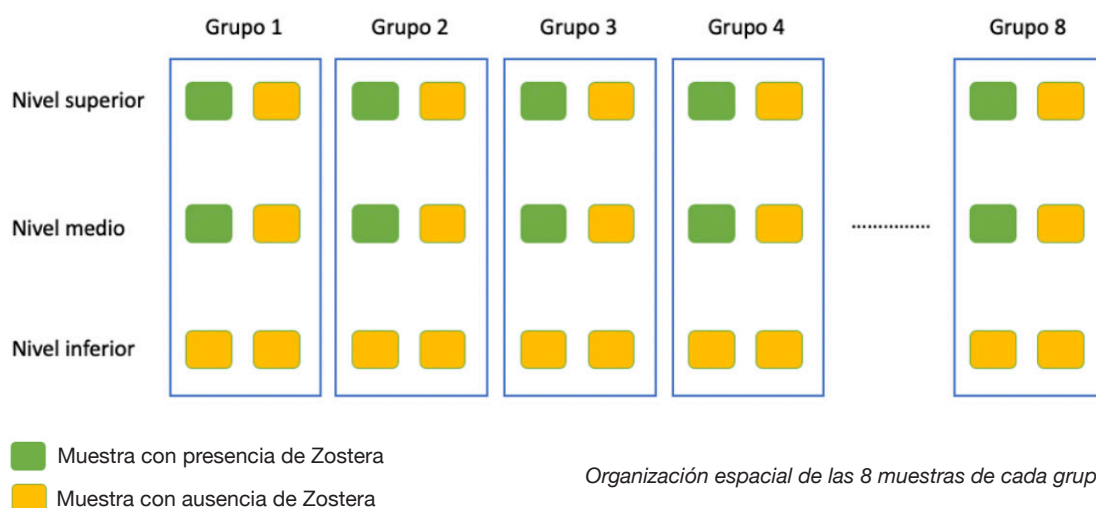 Grupo 1 Grupo 2 Grupo 3 Grupo 4 Grupo 8
Nivel superior
Nivel medio
...............
Nivel inferior
Muestra con presencia de Zostera
Organización espacial de las 8 muestras de cada grup
Muestra con ausencia de Zostera